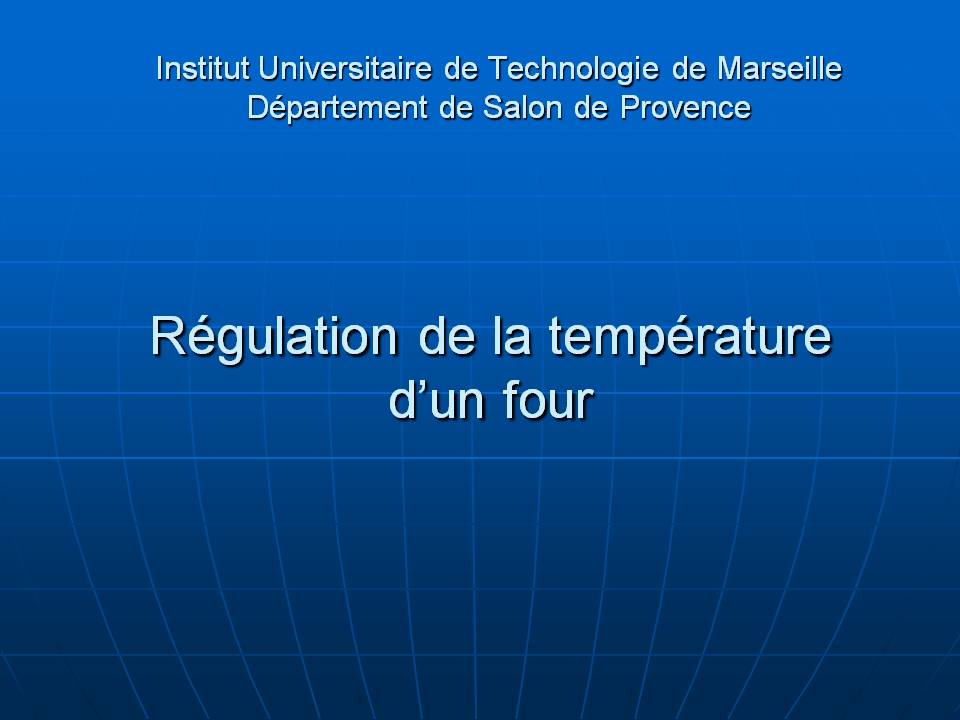 Institut Universitaire de Technologie de Marseille
Département de Salon de Provence
Régulation de la température
d’un four